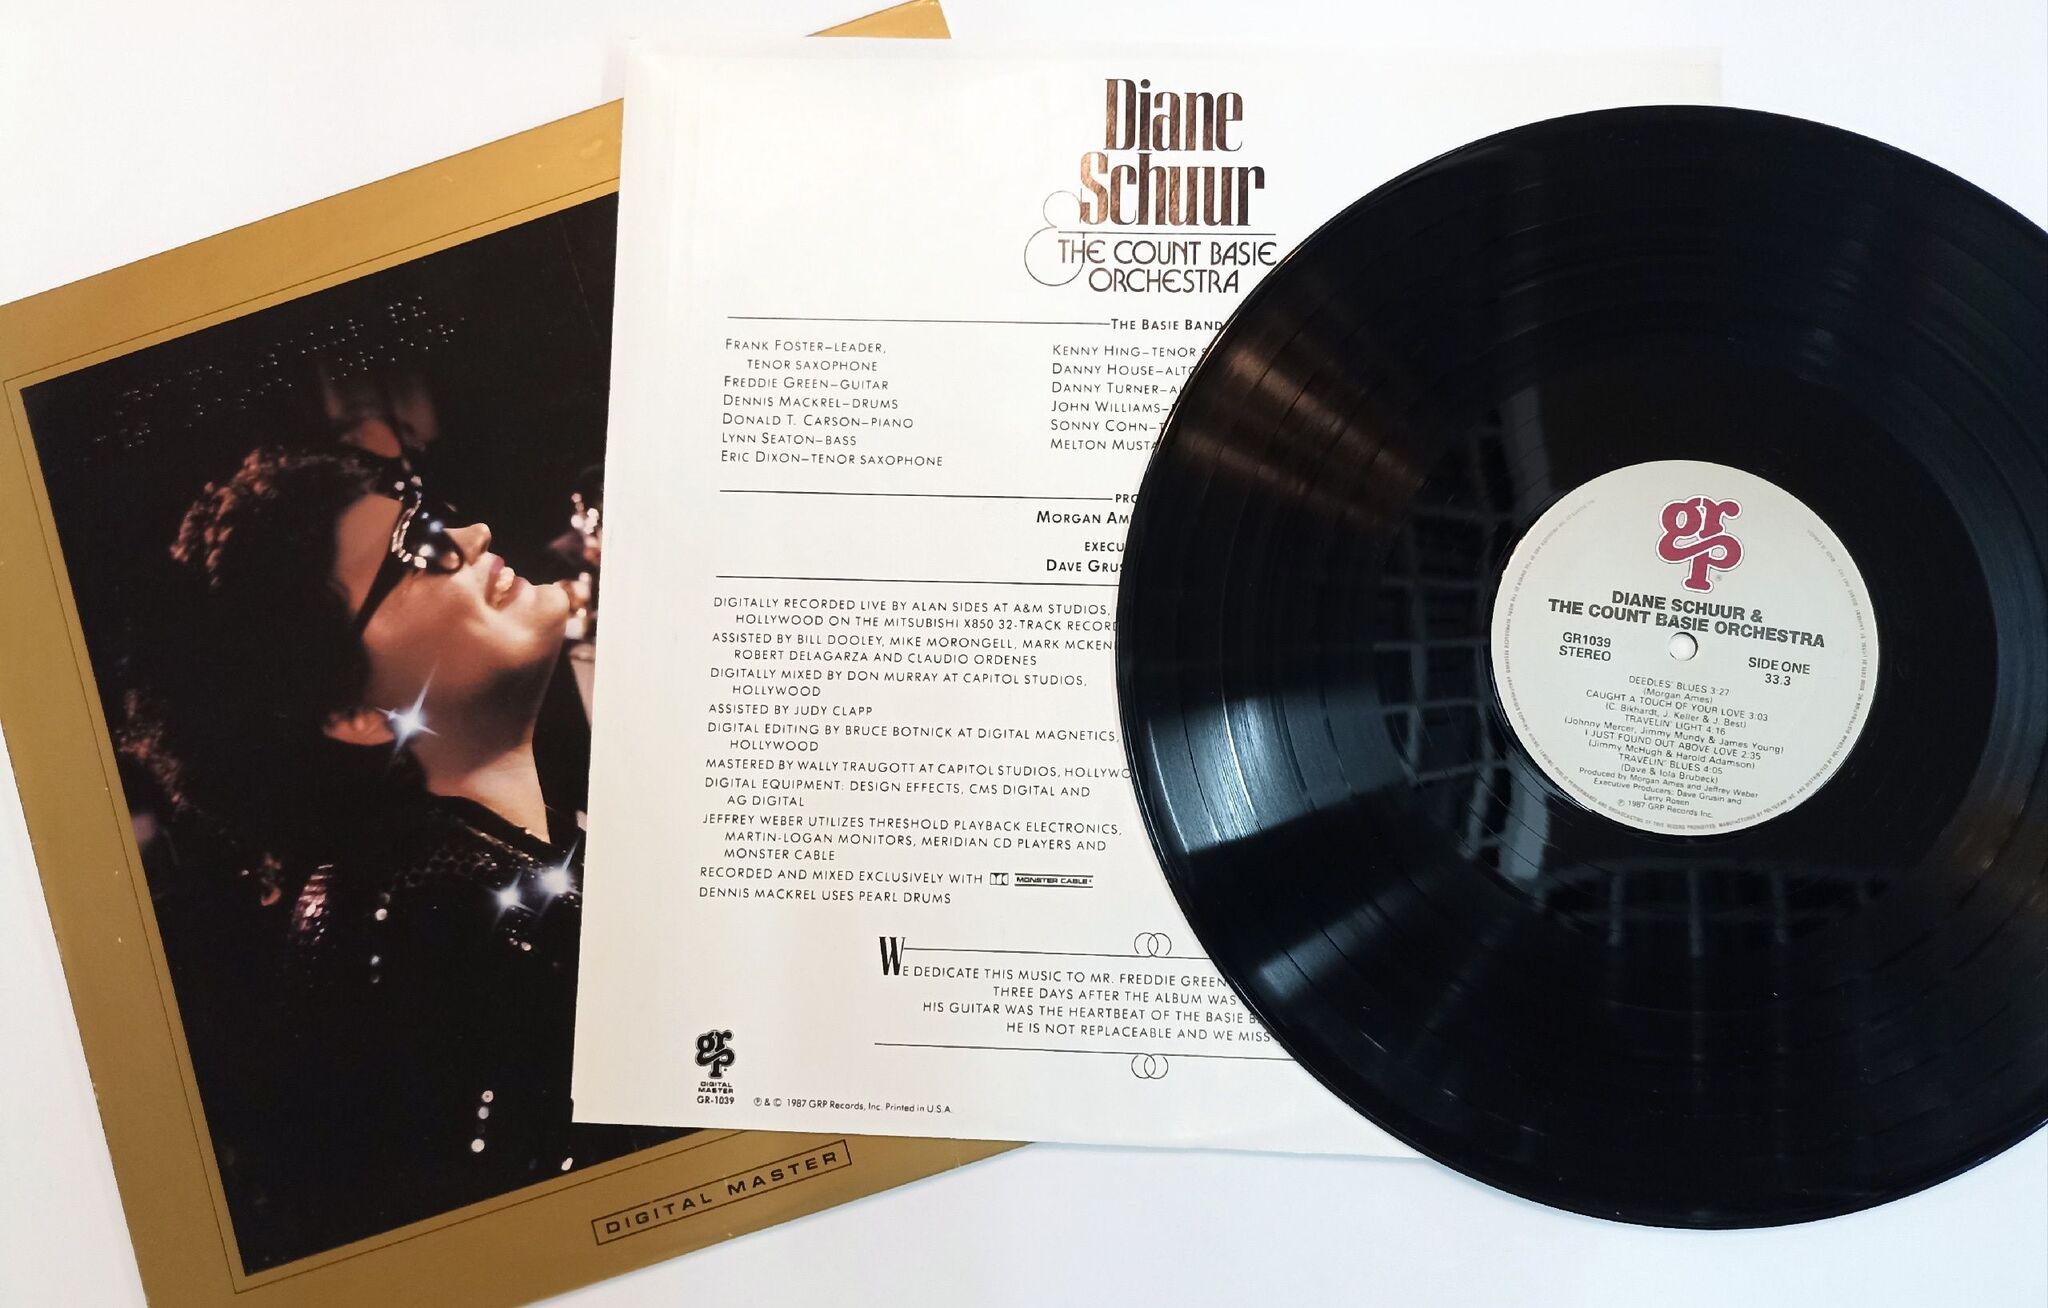 Diane
Schuur
& THE COUNT BASIE
ORCHESTRA
THE BASIE BAND
FRANK FOSTER–LEADER,
TENOR SAXOPHONE
FREDDIE GREEN–GUITAR
DENNIS MACKREL–DRUMS
DONALD T. CARSON–PIANO
LYNN SEATON–BASS
ERIC DIXON–TENOR SAXOPHONE
KENNY HING–TENOR S
DANNY HOUSE–ALTO
DANNY TURNER–A
JOHN WILLIAMS–
SONNY COHN–T
MELTON MUSTA
PRO
MORGAN AM
EXECU
DAVE GRUS
DIGITALLY RECORDED LIVE BY ALAN SIDES AT A&M STUDIOS,
HOLLYWOOD ON THE MITSUBISHI X850 32-TRACK RECORD
ASSISTED BY BILL DOOLEY, MIKE MORONGELL, MARK MCKEN
ROBERT DELAGARZA AND CLAUDIO ORDENES
DIGITALLY MIXED BY DON MURRAY AT CAPITOL STUDIOS,
HOLLYWOOD
ASSISTED BY JUDY CLAPP
DIGITAL EDITING BY BRUCE BOTNICK AT DIGITAL MAGNETICS,
HOLLYWOOD
MASTERED BY WALLY TRAUGOTT AT CAPITOL STUDIOS, HOLLYWO
DIGITAL EQUIPMENT: DESIGN EFFECTS, CMS DIGITAL AND
AG DIGITAL
JEFFREY WEBER UTILIZES THRESHOLD PLAYBACK ELECTRONICS,
MARTIN-LOGAN MONITORS, MERIDIAN CD PLAYERS AND
MONSTER CABLE
RECORDED AND MIXED EXCLUSIVELY WITH MONSTER CABLE
DENNIS MACKREL USES PEARL DRUMS
WE DEDICATE THIS MUSIC TO MR. FREDDIE GREEN
THREE DAYS AFTER THE ALBUM WAS
HIS GUITAR WAS THE HEARTBEAT OF THE BASIE B
HE IS NOT REPLACEABLE AND WE MISS
grp
DIGITAL
MASTER
GR-1039
℗ & © 1987 GRP Records, Inc. Printed in U.S.A.
DIGITAL MASTER
grp
DIANE SCHUUR &
THE COUNT BASIE ORCHESTRA
GR1039
STEREO
SIDE ONE
33.3
DEEDLES' BLUES 3:27
(Morgan Ames)
CAUGHT A TOUCH OF YOUR LOVE 3:03
(C. Bikhardt, J. Keller & J. Best)
TRAVELIN' LIGHT 4:16
(Johnny Mercer, Jimmy Mundy & James Young)
I JUST FOUND OUT ABOVE LOVE 2:35
(Jimmy McHugh & Harold Adamson)
TRAVELIN' BLUES 4:05
(Dave & Iola Brubeck)
Produced by Morgan Ames and Jeffrey Weber
Executive Producers: Dave Grusin and
Larry Rosen
℗ 1987 GRP Records Inc.